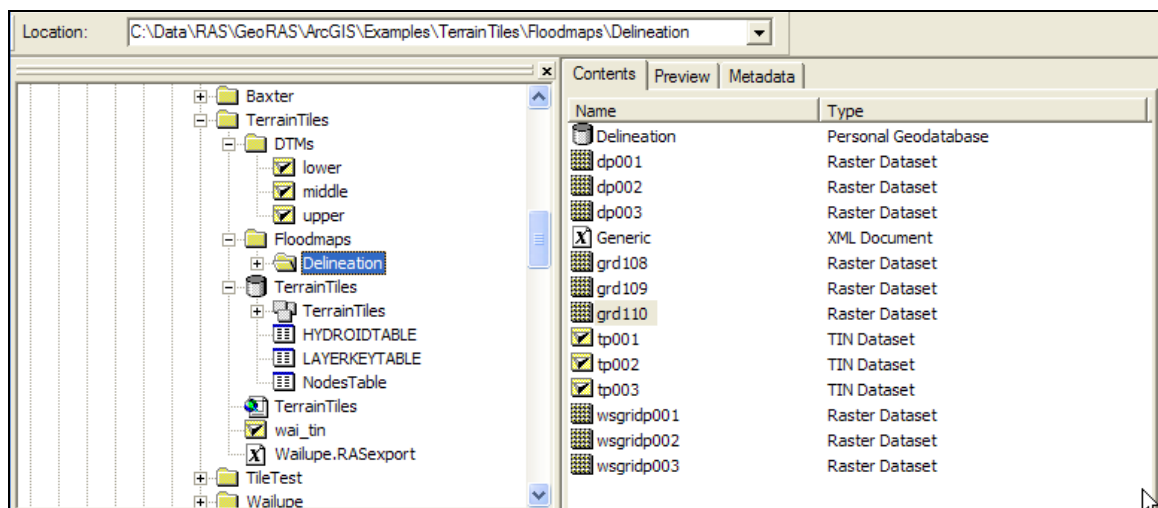 Location: C:\Data\RAS\GeoRAS\ArcGIS\Examples\TerrainTiles\Floodmaps\Delineation
Baxter
TerrainTiles
DTMs
lower
middle
upper
Floodmaps
Delineation
TerrainTiles
TerrainTiles
HYDROIDTABLE
LAYERKEYTABLE
NodesTable
TerrainTiles
wai_tin
Wailupe.RASexport
TileTest
Wailupe
Contents Preview Metadata
Name Type
Delineation Personal Geodatabase
dp001 Raster Dataset
dp002 Raster Dataset
dp003 Raster Dataset
Generic XML Document
grd108 Raster Dataset
grd109 Raster Dataset
grd110 Raster Dataset
tp001 TIN Dataset
tp002 TIN Dataset
tp003 TIN Dataset
wsgridp001 Raster Dataset
wsgridp002 Raster Dataset
wsgridp003 Raster Dataset